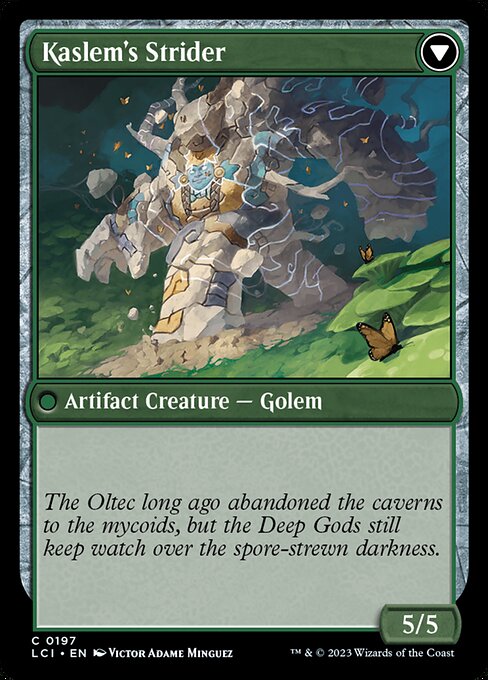 Kaslem's Strider
Artifact Creature — Golem
The Oltec long ago abandoned the caverns
to the mycoids, but the Deep Gods still
keep watch over the spore-strewn darkness.
5/5
C 0197
LCI • EN Victor Adame Minguez
™ & © 2023 Wizards of the Coast